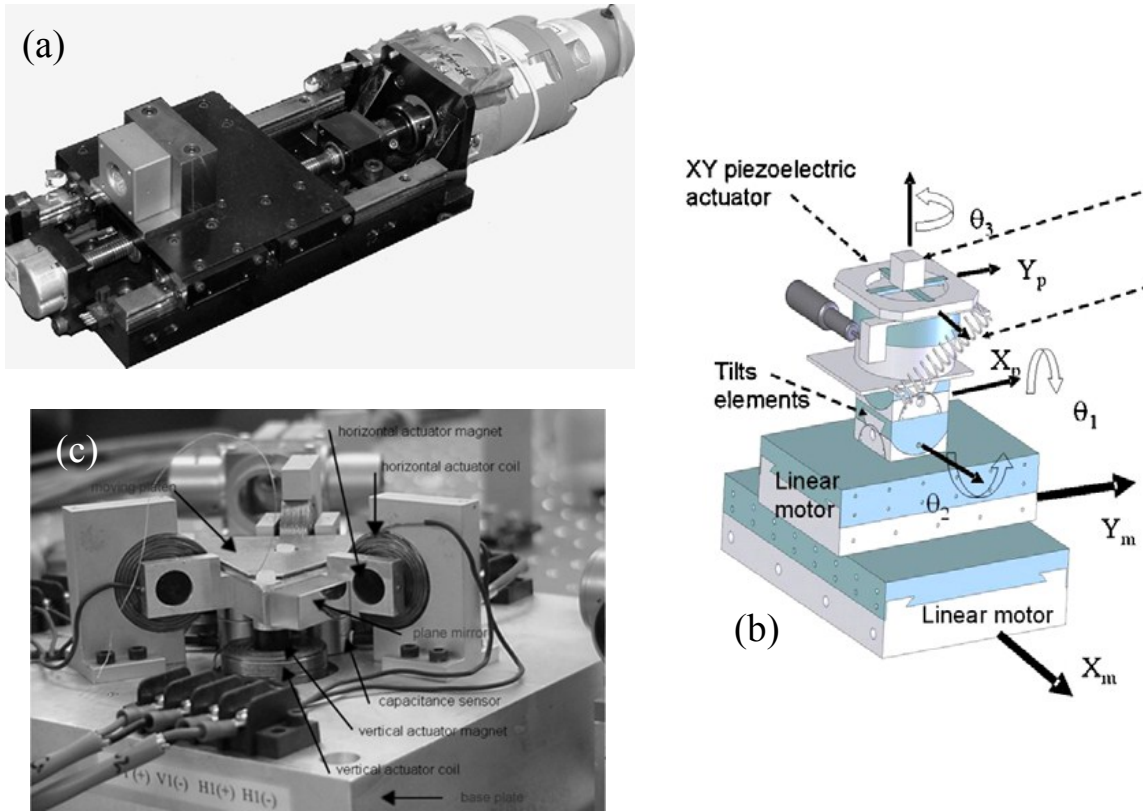 (a)
XY piezoelectric
actuator
θ3
Yp
Xp
Tilts
elements
θ1
Linear
motor
θ2
Ym
Linear motor
Xm
(b)
(c)
horizontal actuator magnet
horizontal actuator coil
moving platen
plane mirror
capacitance sensor
vertical actuator magnet
vertical actuator coil
base plate
(+) V1(-) H1(+) H1(-)